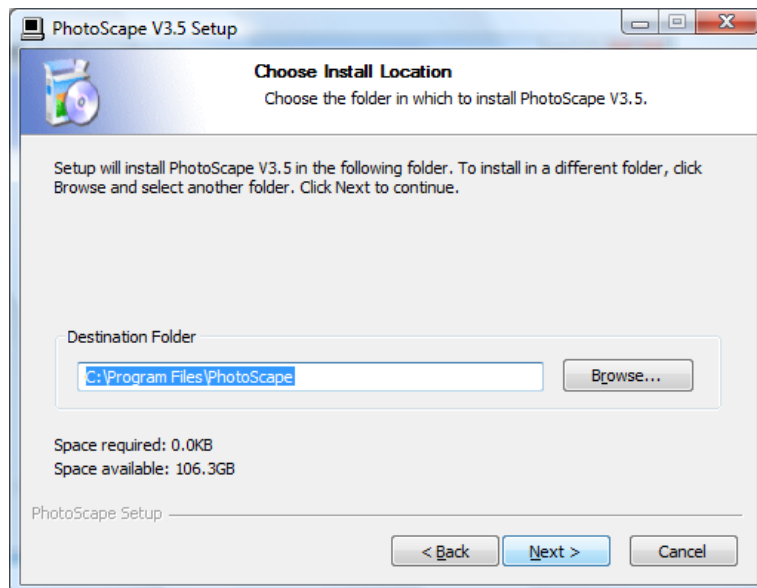 PhotoScape V3.5 Setup
Choose Install Location
Choose the folder in which to install PhotoScape V3.5.
Setup will install PhotoScape V3.5 in the following folder. To install in a different folder, click
Browse and select another folder. Click Next to continue.
Destination Folder
C:\Program Files\PhotoScape
Browse...
Space required: 0.0KB
Space available: 106.3GB
PhotoScape Setup
< Back Next > Cancel